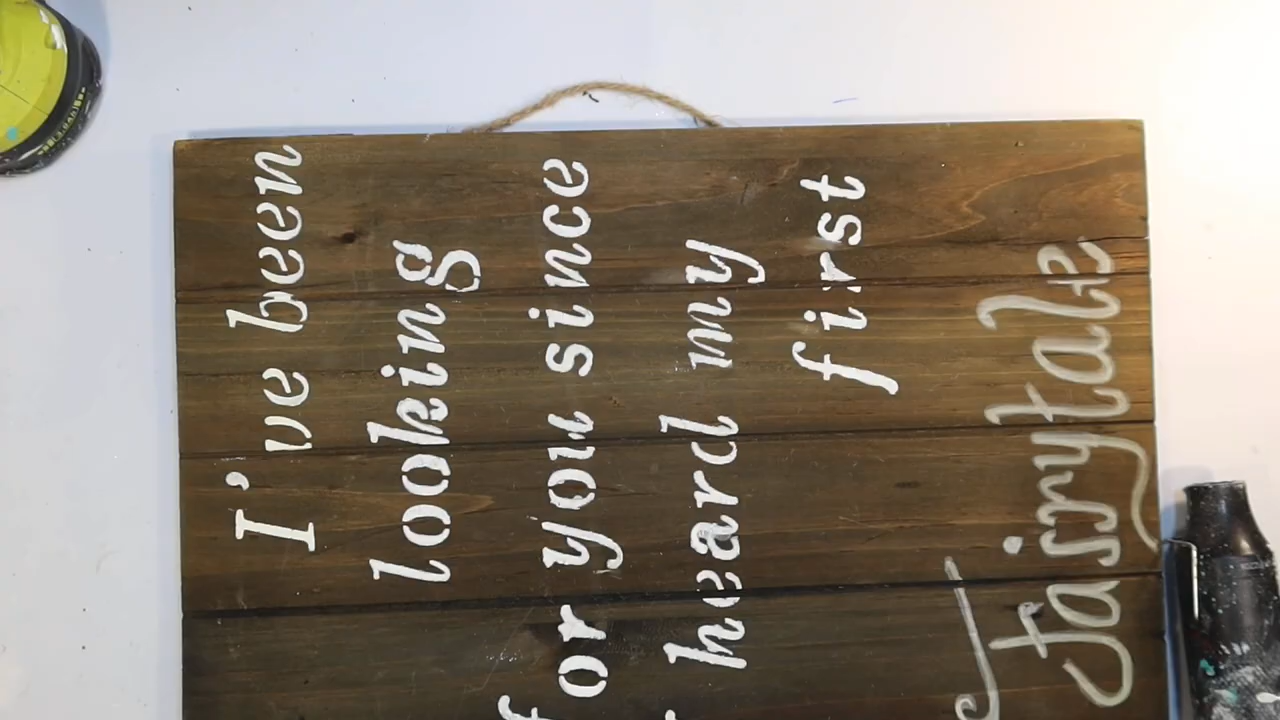 I've been
looking
for you since
heard my
first
fairytale